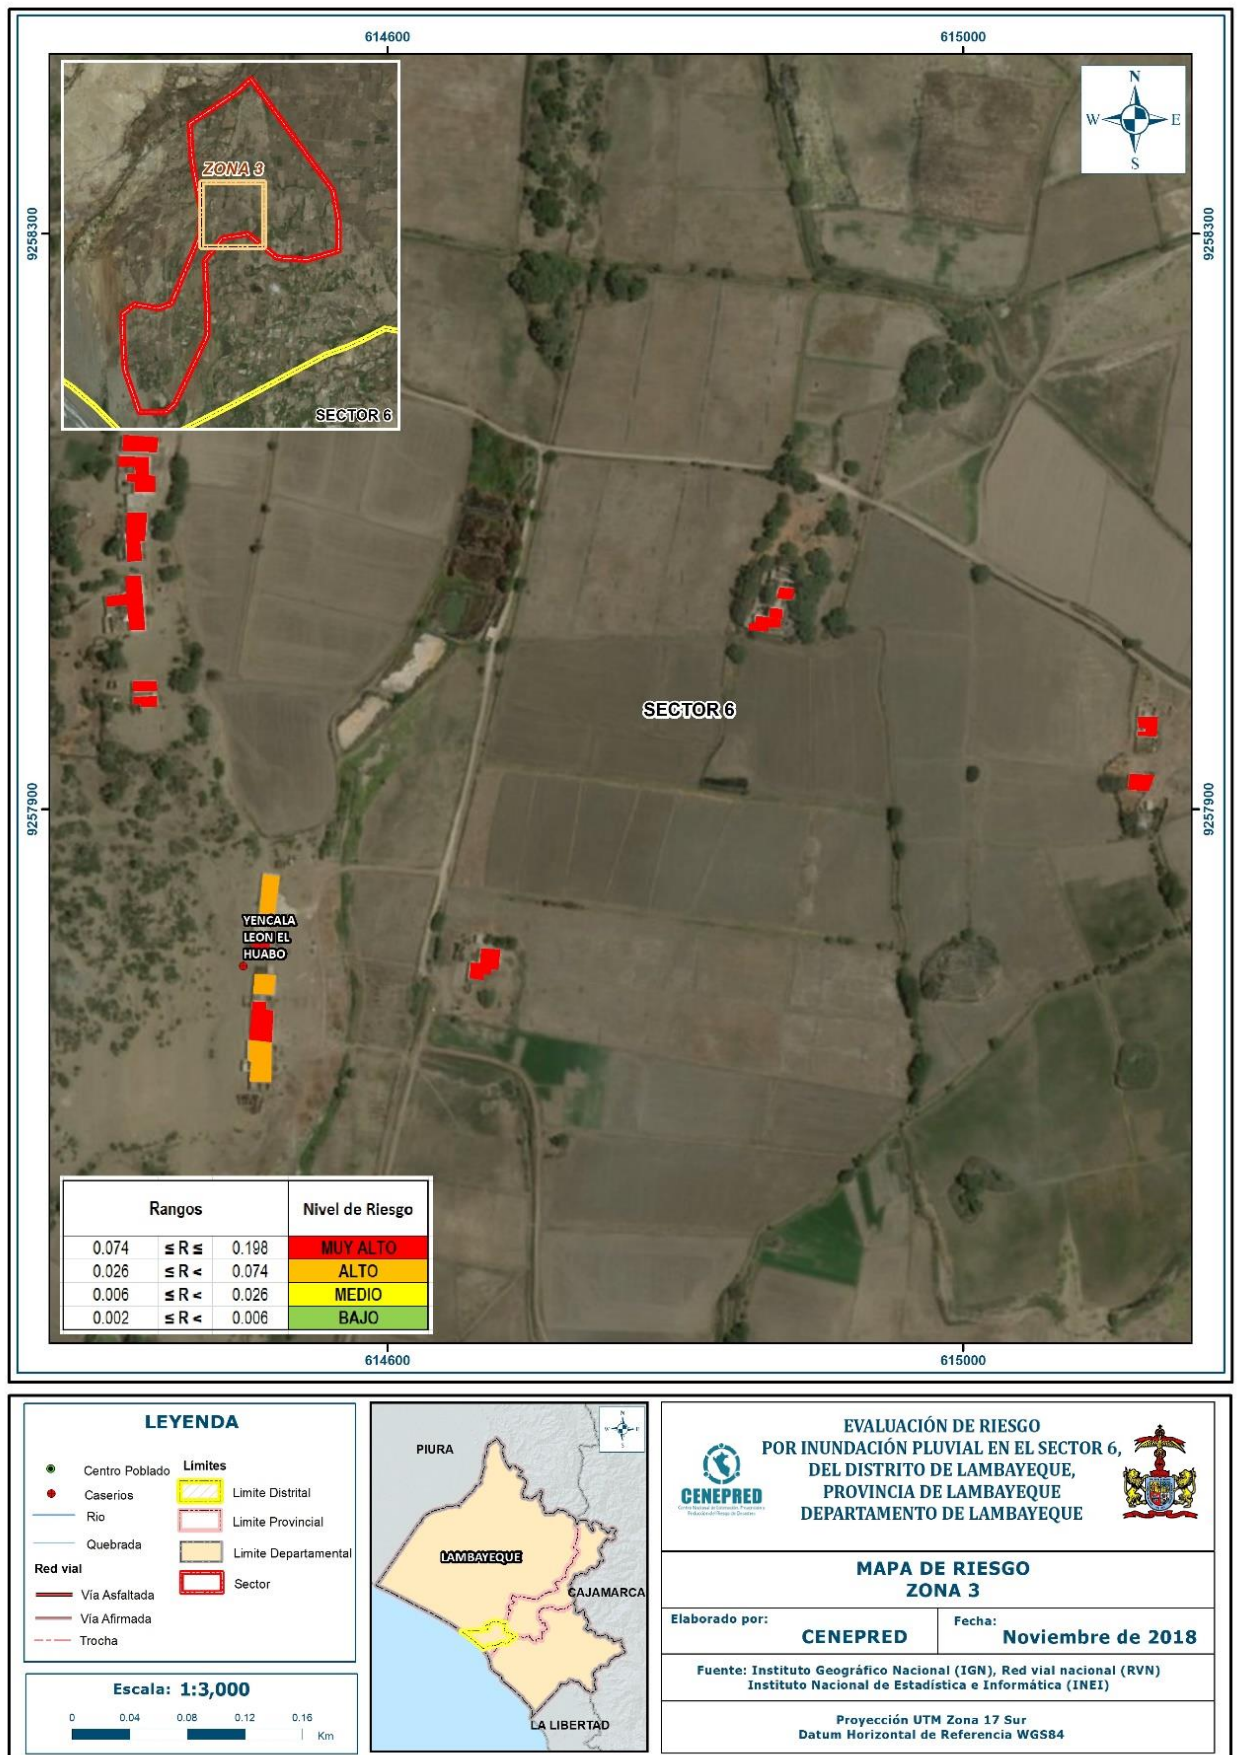 614600
615000
ZONA 3
SECTOR 6
N
W
E
S
9258300
9258300
SECTOR 6
9257900
9257900
YENCALA
LEON EL
HUABO
Rangos
Nivel de Riesgo
0.074 ≤ R ≤ 0.198 MUY ALTO
0.026 ≤ R < 0.074 ALTO
0.006 ≤ R < 0.026 MEDIO
0.002 ≤ R < 0.006 BAJO
614600
615000
LEYENDA
Centro Poblado
Caserios
Rio
Quebrada
Red vial
Vía Asfaltada
Vía Afirmada
Trocha
Limites
Limite Distrital
Limite Provincial
Limite Departamental
Sector
Escala: 1:3,000
0 0.04 0.08 0.12 0.16
Km
PIURA
N
W
E
S
LAMBAYEQUE
CAJAMARCA
LA LIBERTAD
CENEPRED
EVALUACIÓN DE RIESGO
POR INUNDACIÓN PLUVIAL EN EL SECTOR 6,
DEL DISTRITO DE LAMBAYEQUE,
PROVINCIA DE LAMBAYEQUE
DEPARTAMENTO DE LAMBAYEQUE
MAPA DE RIESGO
ZONA 3
Elaborado por:
CENEPRED
Fecha:
Noviembre de 2018
Fuente: Instituto Geográfico Nacional (IGN), Red vial nacional (RVN)
Instituto Nacional de Estadística e Informática (INEI)
Proyección UTM Zona 17 Sur
Datum Horizontal de Referencia WGS84